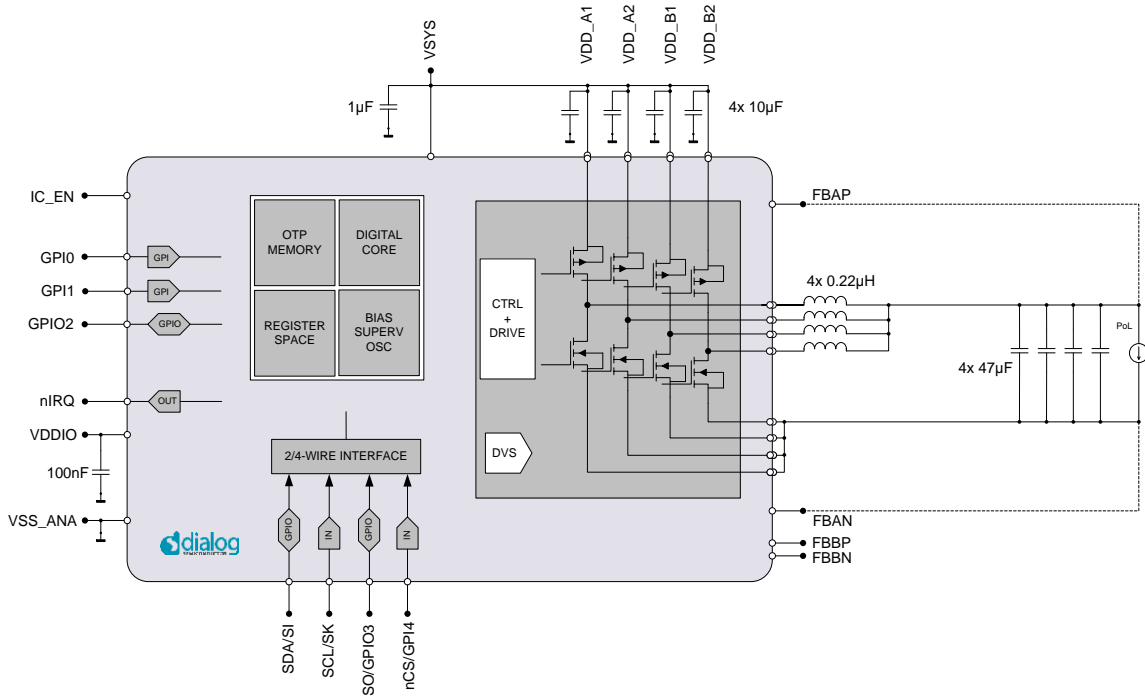 VSYS
VDD_A1
VDD_A2
VDD_B1
VDD_B2
1µF
4x 10µF
IC_EN
FBAP
GPI0
GPI
GPI1
GPI
GPIO2
GPIO
OTP
MEMORY
DIGITAL
CORE
REGISTER
SPACE
BIAS
SUPERV
OSC
CTRL
+
DRIVE
4x 0.22µH
PoL
4x 47µF
nIRQ
OUT
VDDIO
100nF
2/4-WIRE INTERFACE
DVS
VSS_ANA
GPIO
IN
GPIO
IN
dialog
SEMICONDUCTOR
FBAN
FBBP
FBBN
SDA/SI
SCL/SK
SO/GPIO3
nCS/GPI4